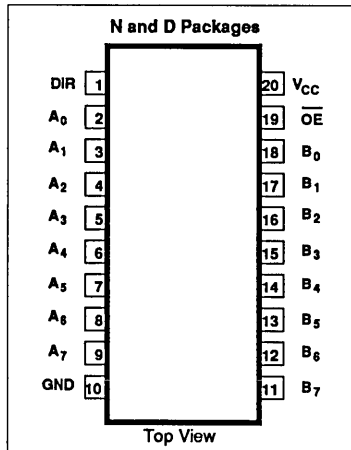 N and D Packages
DIR 1 20 VCC
A0 2 19 OE
A1 3 18 B0
A2 4 17 B1
A3 5 16 B2
A4 6 15 B3
A5 7 14 B4
A6 8 13 B5
A7 9 12 B6
GND 10 11 B7
Top View